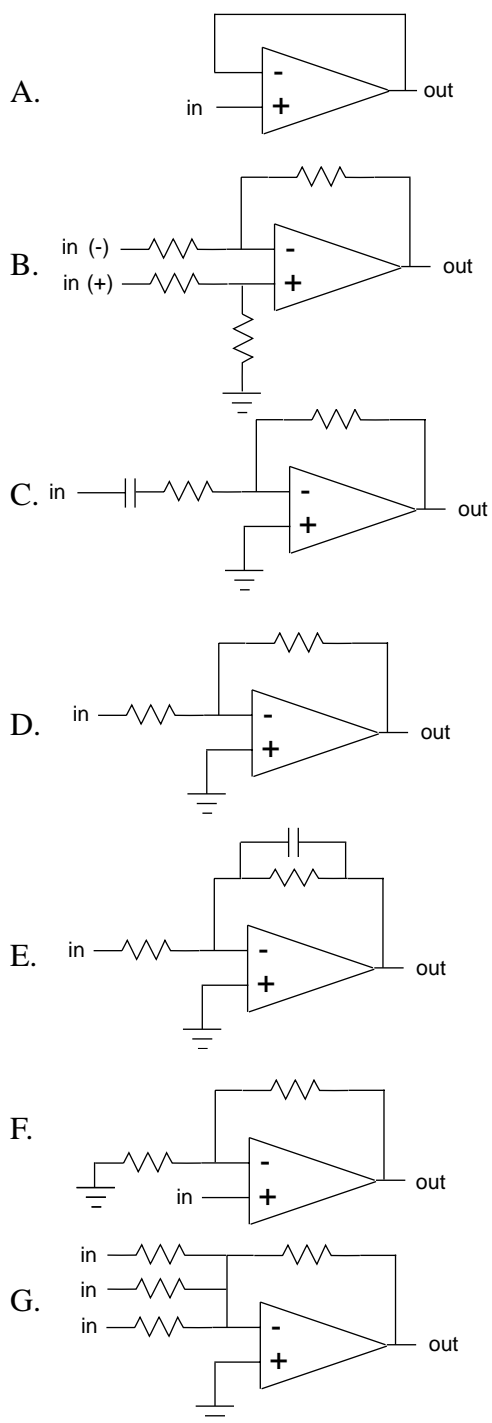 -
out
A.
in
+
in (-)
-
B.
in (+)
+
out
C. in
-
out
+
D.
in
-
out
+
E.
in
-
out
+
F.
-
in
+
out
in
in
G.
in
-
out
+